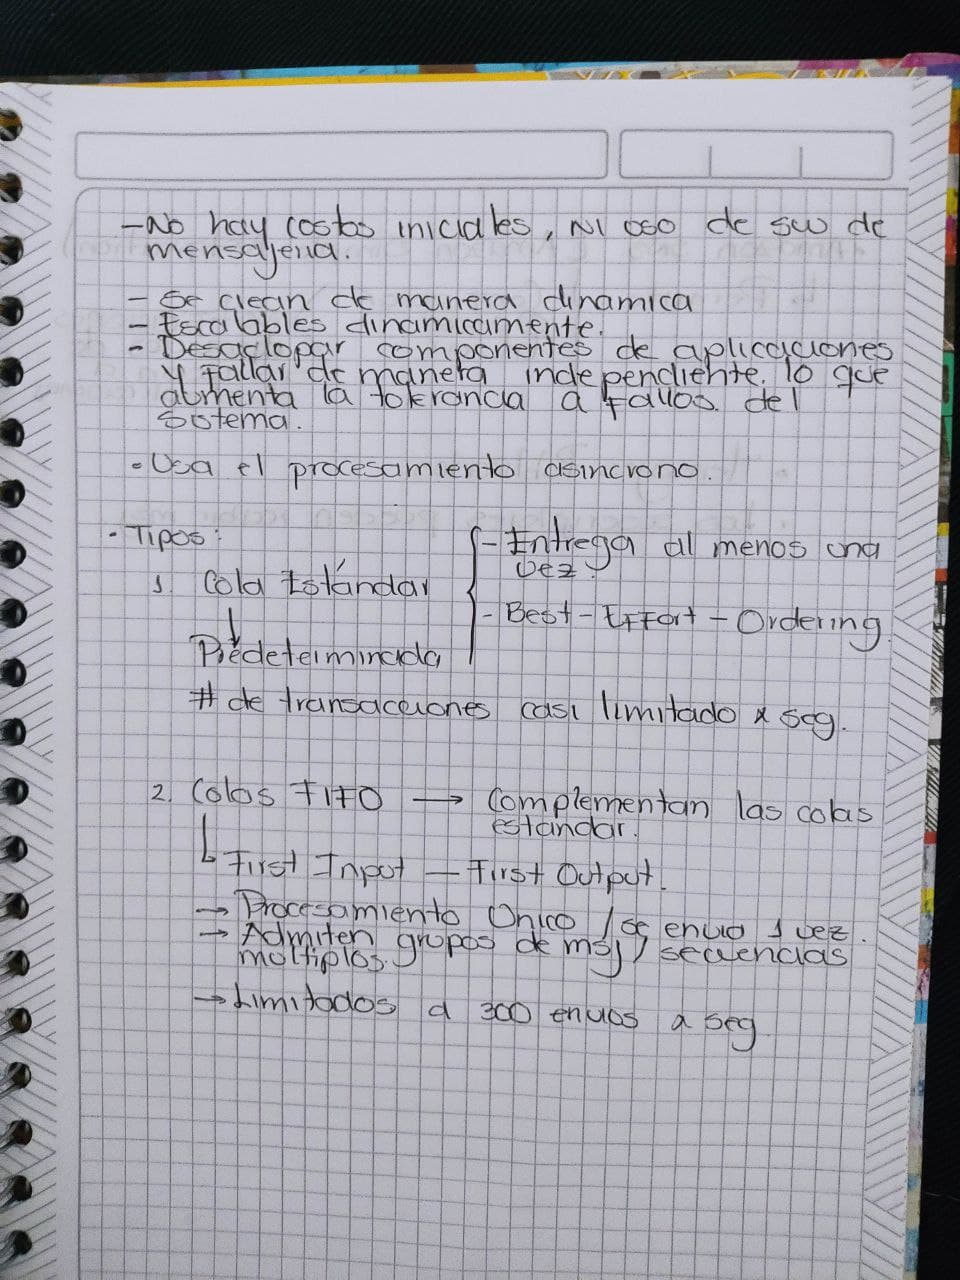 - No hay costos iniciales, NI uso de sw de
mensajeria.
- Se crean de manera dinamica
- Escalables dinamicamente.
- Desaclopar componentes de aplicaciones
y fallar de manera independiente. lo que
aumenta la tolerancia a fallos del
sistema.
• Usa el procesamiento asincrono.
• Tipos:
1. Cola Estándar
↓
Predeterminada
- Entrega al menos una
vez.
- Best - Effort - Ordering
# de transacciones casi limitado x seg.
2. Colas FIFO → Complementan las colas
estandar.
↳ First Input - First Output.
→ Procesamiento Unico / se envio 1 vez.
→ Admiten grupos de msj / secuencias
multiplos.
→ Limitados a 300 envios a seg